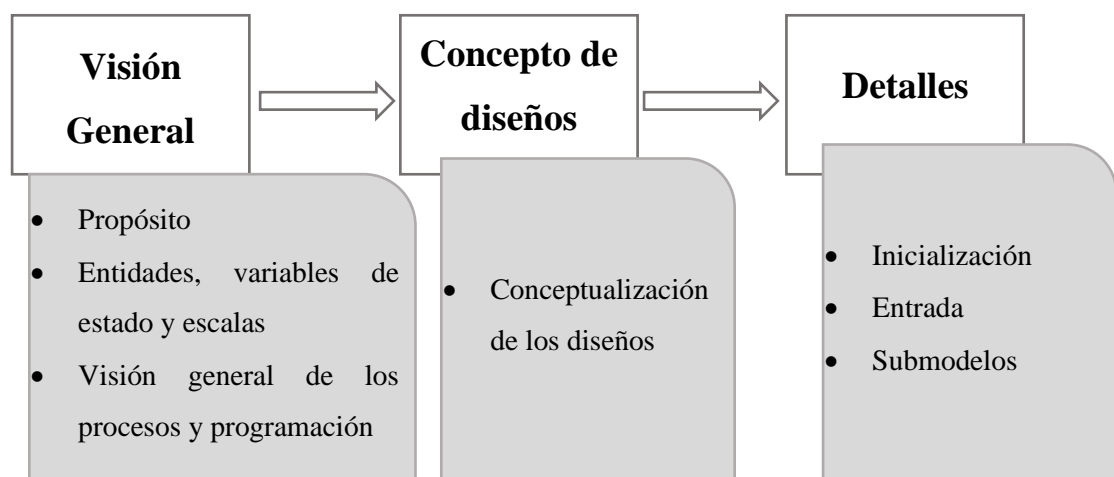 Visión
General
• Propósito
• Entidades, variables de
estado y escalas
• Visión general de los
procesos y programación
Concepto de
diseños
• Conceptualización
de los diseños
Detalles
• Inicialización
• Entrada
• Submodelos